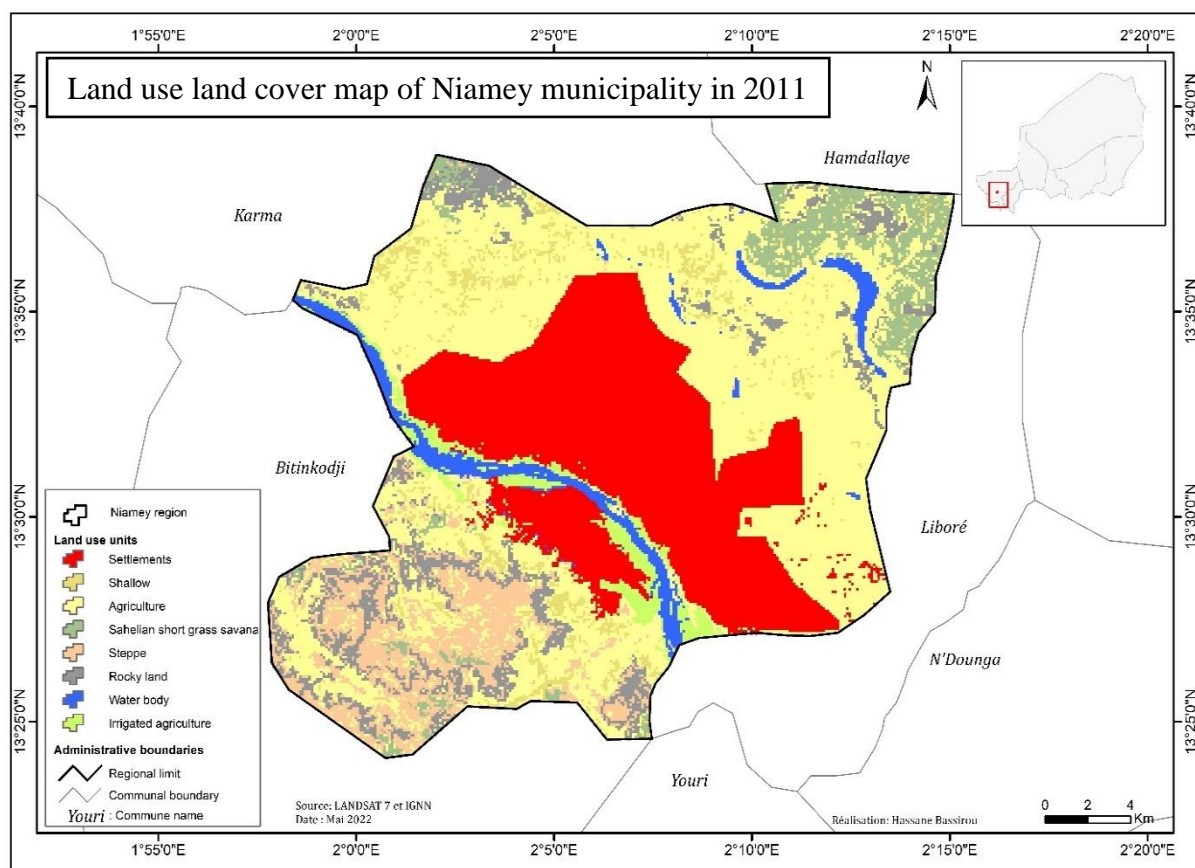 1°55'0"E 2°0'0"E 2°5'0"E 2°10'0"E 2°15'0"E 2°20'0"E
Land use land cover map of Niamey municipality in 2011
N
13°40'0"N
13°40'0"N
Hamdallaye
Karma
13°35'0"N
13°35'0"N
Bitinkodji
13°30'0"N
13°30'0"N
Liboré
N'Dounga
13°25'0"N
13°25'0"N
Youri
Niamey region
Land use units
Settlements
Shallow
Agriculture
Sahelian short grass savana
Steppe
Rocky land
Water body
Irrigated agriculture
Administrative boundaries
Regional limit
Communal boundary
Youri : Commune name
Source: LANDSAT 7 et IGNN
Date : Mai 2022
Réalisation: Hassane Bassirou
0 2 4
Km
1°55'0"E 2°0'0"E 2°5'0"E 2°10'0"E 2°15'0"E 2°20'0"E